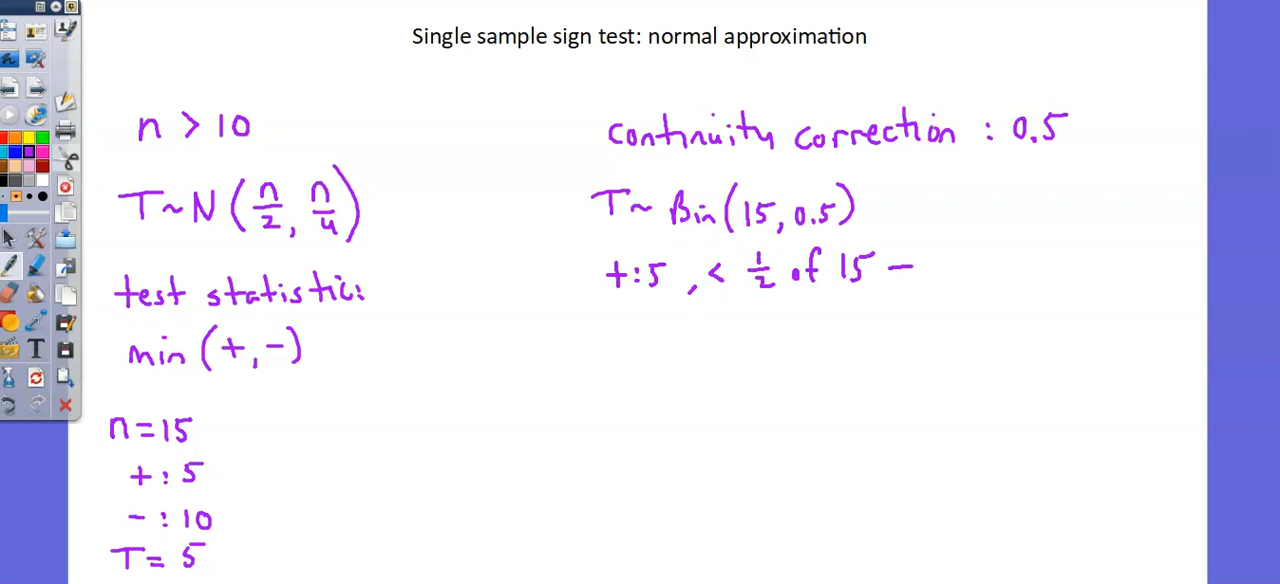 Single sample sign test: normal approximation
n > 10
T ~ N (n/2, n/4)
test statistic:
min (+, -)
n = 15
+ : 5
- : 10
T = 5
continuity correction : 0.5
T ~ Bin (15, 0.5)
+ : 5 , < 1/2 of 15 -
T